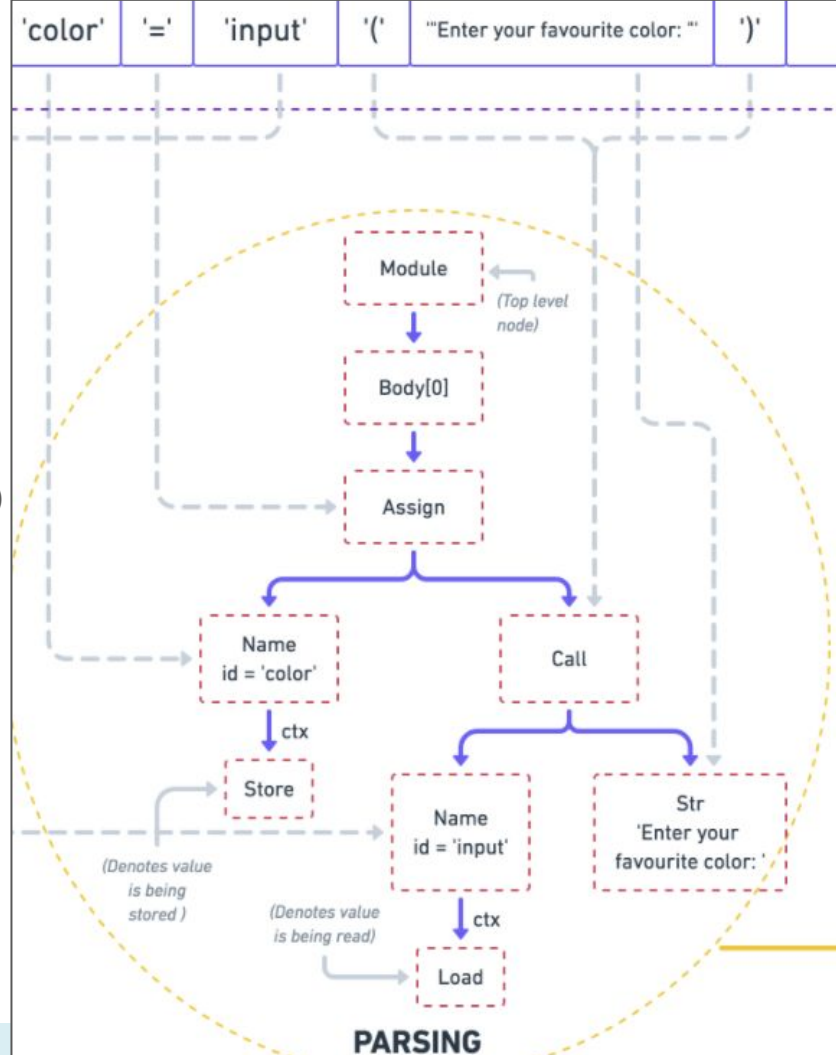 'color' '=' 'input' '(' '"Enter your favourite color: "' ')'
Module
(Top level
node)
Body[0]
)
Assign
Name
id = 'color'
Call
ctx
Store
Name
id = 'input'
Str
'Enter your
favourite color: '
(Denotes value
is being
stored )
(Denotes value
is being read)
ctx
Load
PARSING